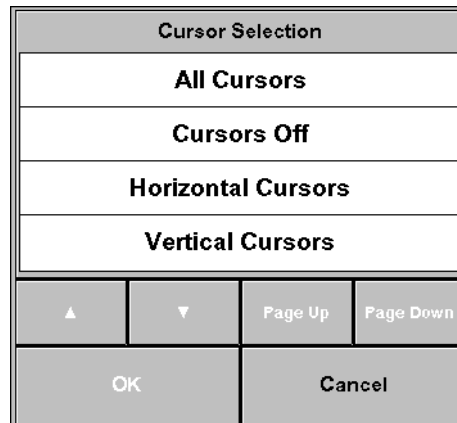 Cursor Selection
All Cursors
Cursors Off
Horizontal Cursors
Vertical Cursors
▲ ▼ Page Up Page Down
OK Cancel